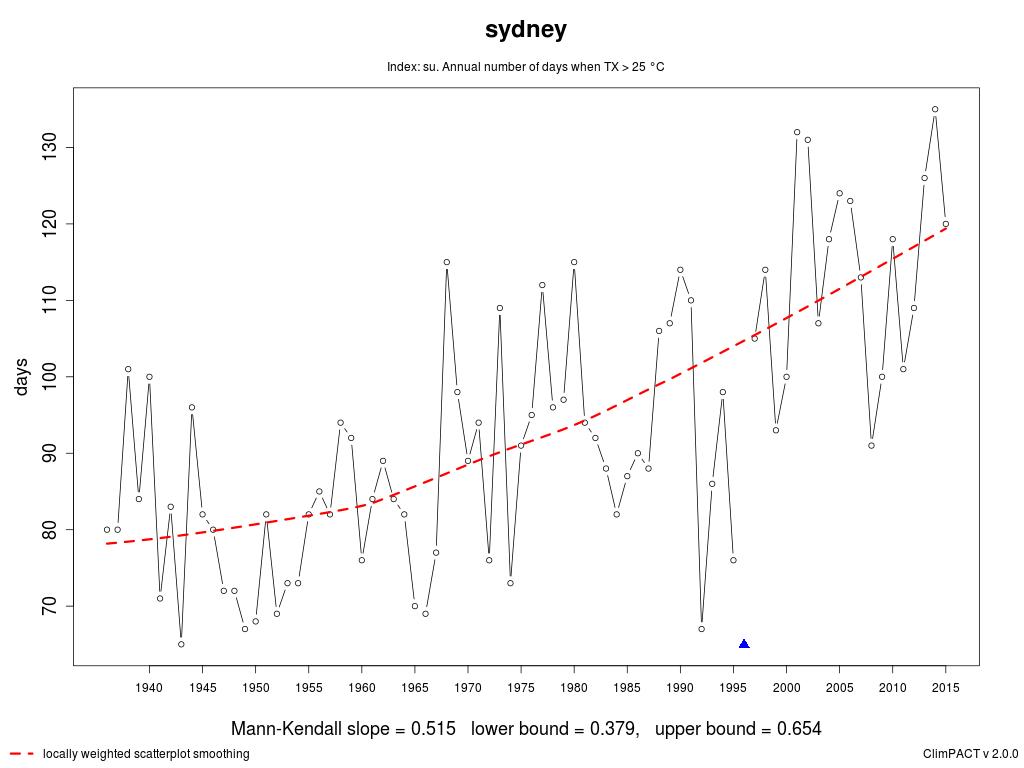 sydney
Index: su. Annual number of days when TX > 25 °C
days
130
120
110
100
90
80
70
1940 1945 1950 1955 1960 1965 1970 1975 1980 1985 1990 1995 2000 2005 2010 2015
Mann-Kendall slope = 0.515 lower bound = 0.379, upper bound = 0.654
locally weighted scatterplot smoothing
ClimPACT v 2.0.0